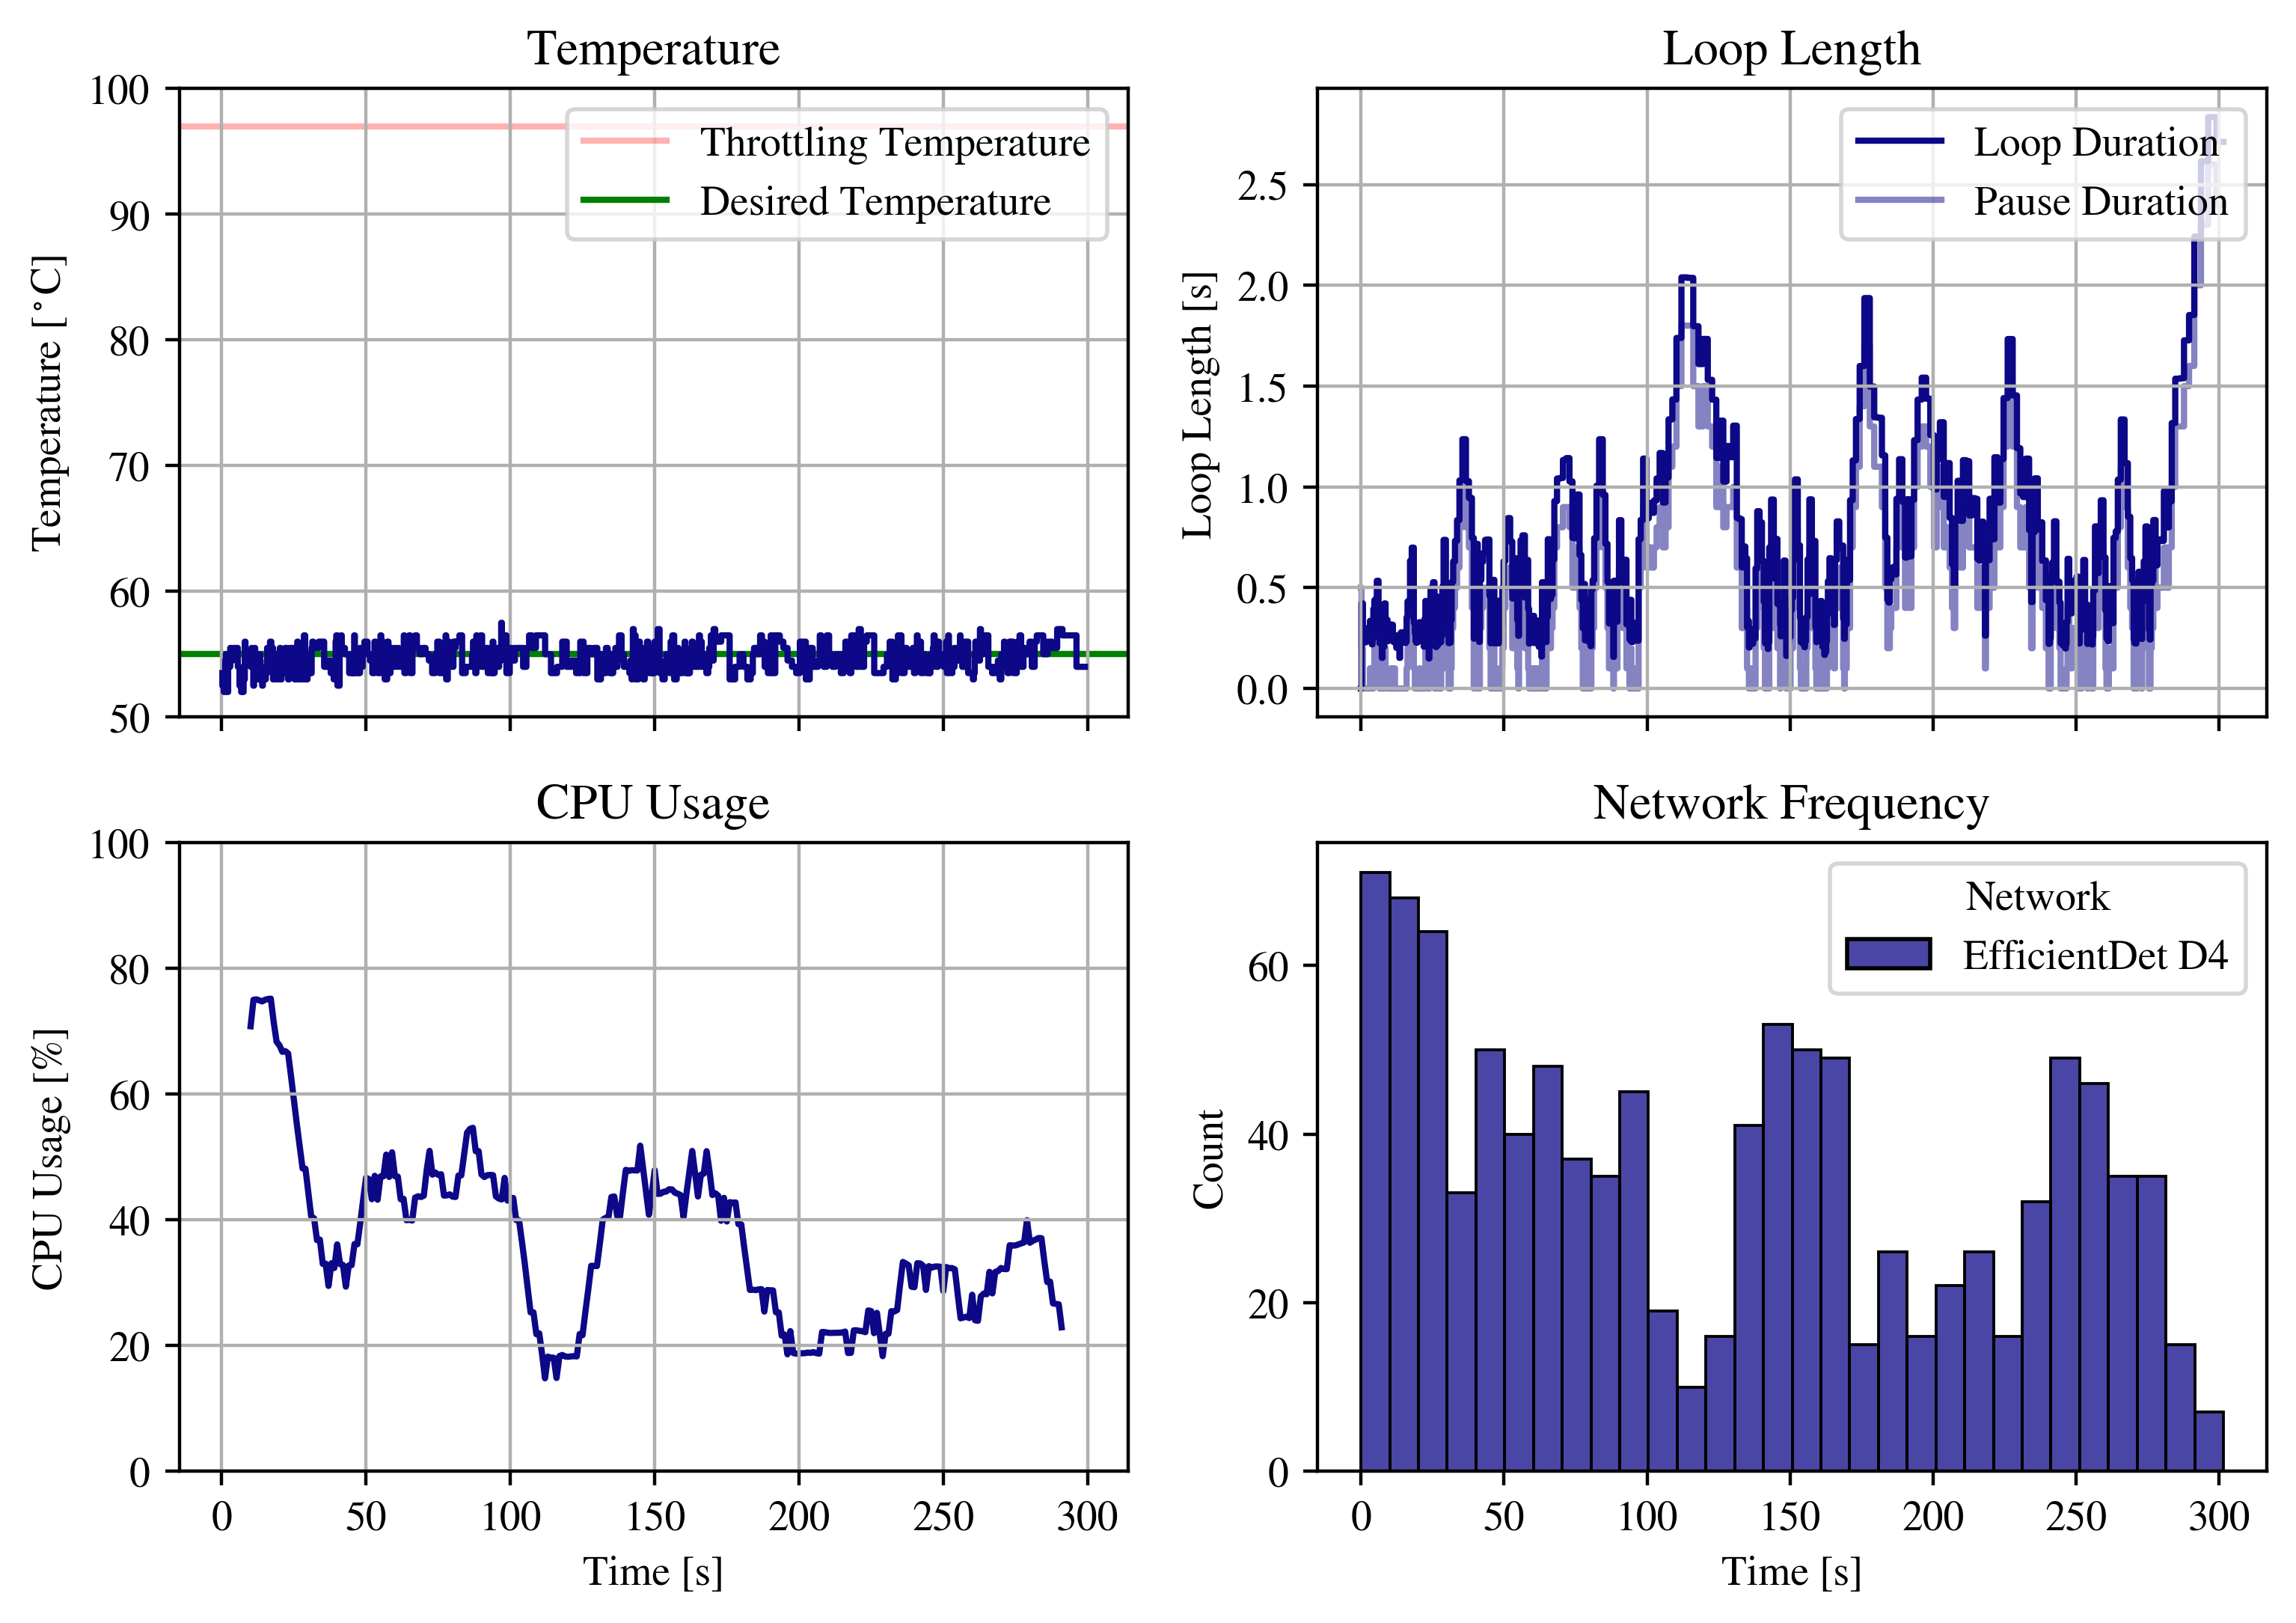 Temperature
100
90
80
70
60
50
Temperature [°C]
Throttling Temperature
Desired Temperature
Loop Length
2.5
2.0
1.5
1.0
0.5
0.0
Loop Length [s]
Loop Duration
Pause Duration
CPU Usage
100
80
60
40
20
0
CPU Usage [%]
0 50 100 150 200 250 300
Time [s]
Network Frequency
60
40
20
0
Count
Network
EfficientDet D4
0 50 100 150 200 250 300
Time [s]